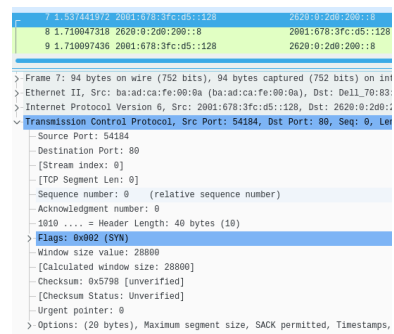 7 1.537441972 2001:678:3fc:d5::128 2620:0:2d0:200::8
8 1.710047318 2620:0:2d0:200::8 2001:678:3fc:d5::128
9 1.710097436 2001:678:3fc:d5::128 2620:0:2d0:200::8
Frame 7: 94 bytes on wire (752 bits), 94 bytes captured (752 bits) on int
Ethernet II, Src: ba:ad:ca:fe:00:0a (ba:ad:ca:fe:00:0a), Dst: Dell_70:83:
Internet Protocol Version 6, Src: 2001:678:3fc:d5::128, Dst: 2620:0:2d0:2
Transmission Control Protocol, Src Port: 54184, Dst Port: 80, Seq: 0, Len
Source Port: 54184
Destination Port: 80
[Stream index: 0]
[TCP Segment Len: 0]
Sequence number: 0 (relative sequence number)
Acknowledgment number: 0
1010 .... = Header Length: 40 bytes (10)
Flags: 0x002 (SYN)
Window size value: 28800
[Calculated window size: 28800]
Checksum: 0x5798 [unverified]
[Checksum Status: Unverified]
Urgent pointer: 0
Options: (20 bytes), Maximum segment size, SACK permitted, Timestamps,